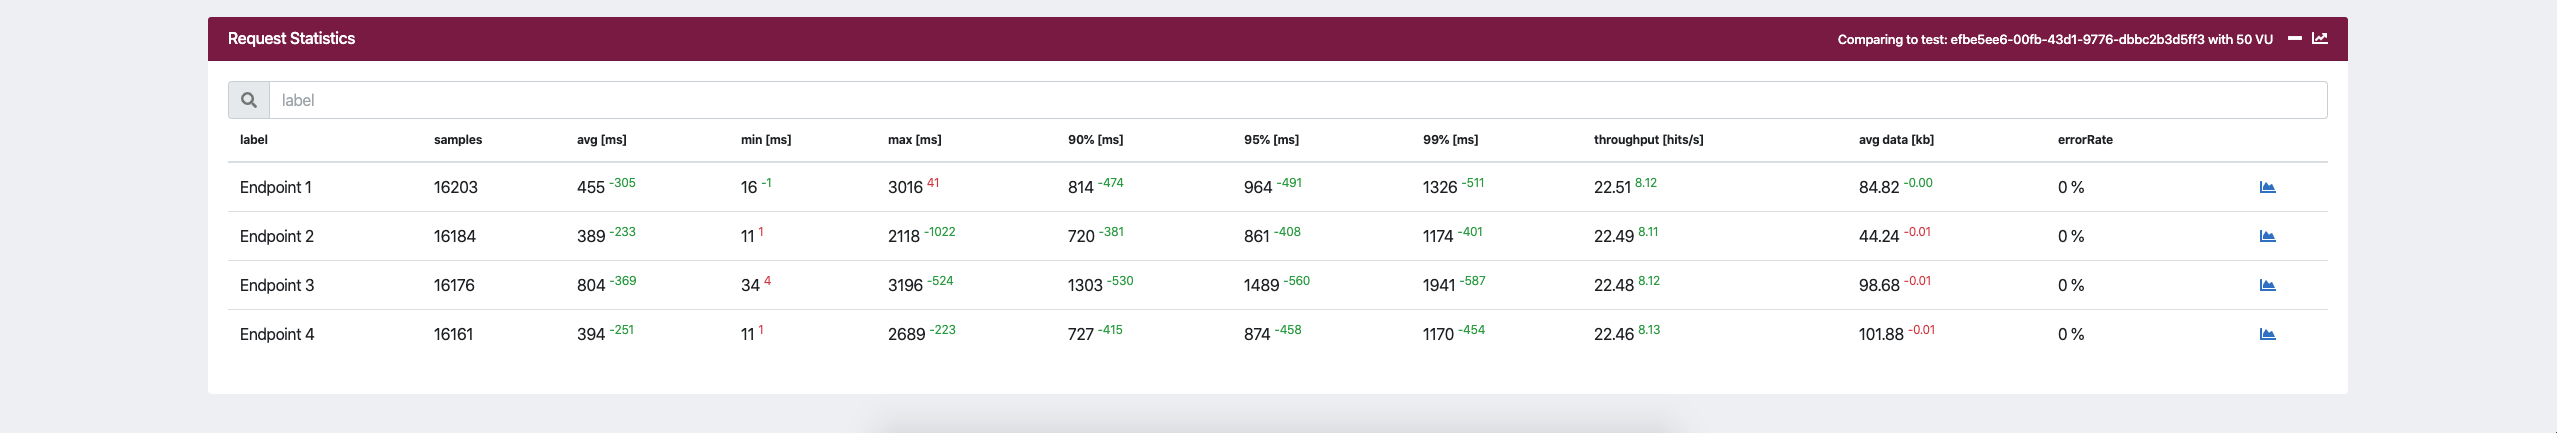 Request Statistics
Comparing to test: efbe5ee6-00fb-43d1-9776-dbbc2b3d5ff3 with 50 VU
label
label samples avg [ms] min [ms] max [ms] 90% [ms] 95% [ms] 99% [ms] throughput [hits/s] avg data [kb] errorRate
Endpoint 1 16203 455 -305 16 -1 3016 41 814 -474 964 -491 1326 -511 22.51 8.12 84.82 -0.00 0 %
Endpoint 2 16184 389 -233 11 1 2118 -1022 720 -381 861 -408 1174 -401 22.49 8.11 44.24 -0.01 0 %
Endpoint 3 16176 804 -369 34 4 3196 -524 1303 -530 1489 -560 1941 -587 22.48 8.12 98.68 -0.01 0 %
Endpoint 4 16161 394 -251 11 1 2689 -223 727 -415 874 -458 1170 -454 22.46 8.13 101.88 -0.01 0 %